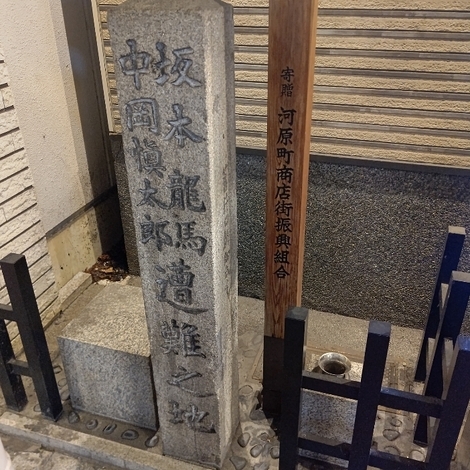 坂本龍馬
中岡慎太郎
遭難之地
寄贈 河原町商店街振興組合